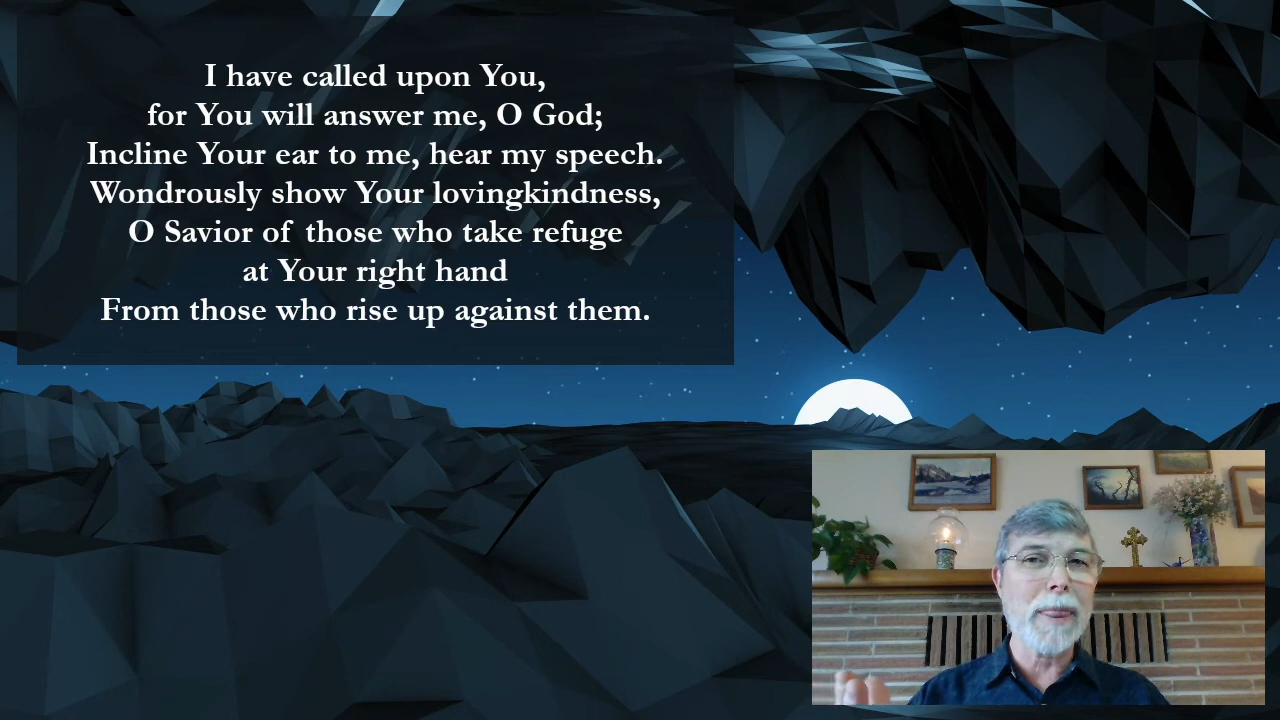 I have called upon You,
for You will answer me, O God;
Incline Your ear to me, hear my speech.
Wondrously show Your lovingkindness,
O Savior of those who take refuge
at Your right hand
From those who rise up against them.